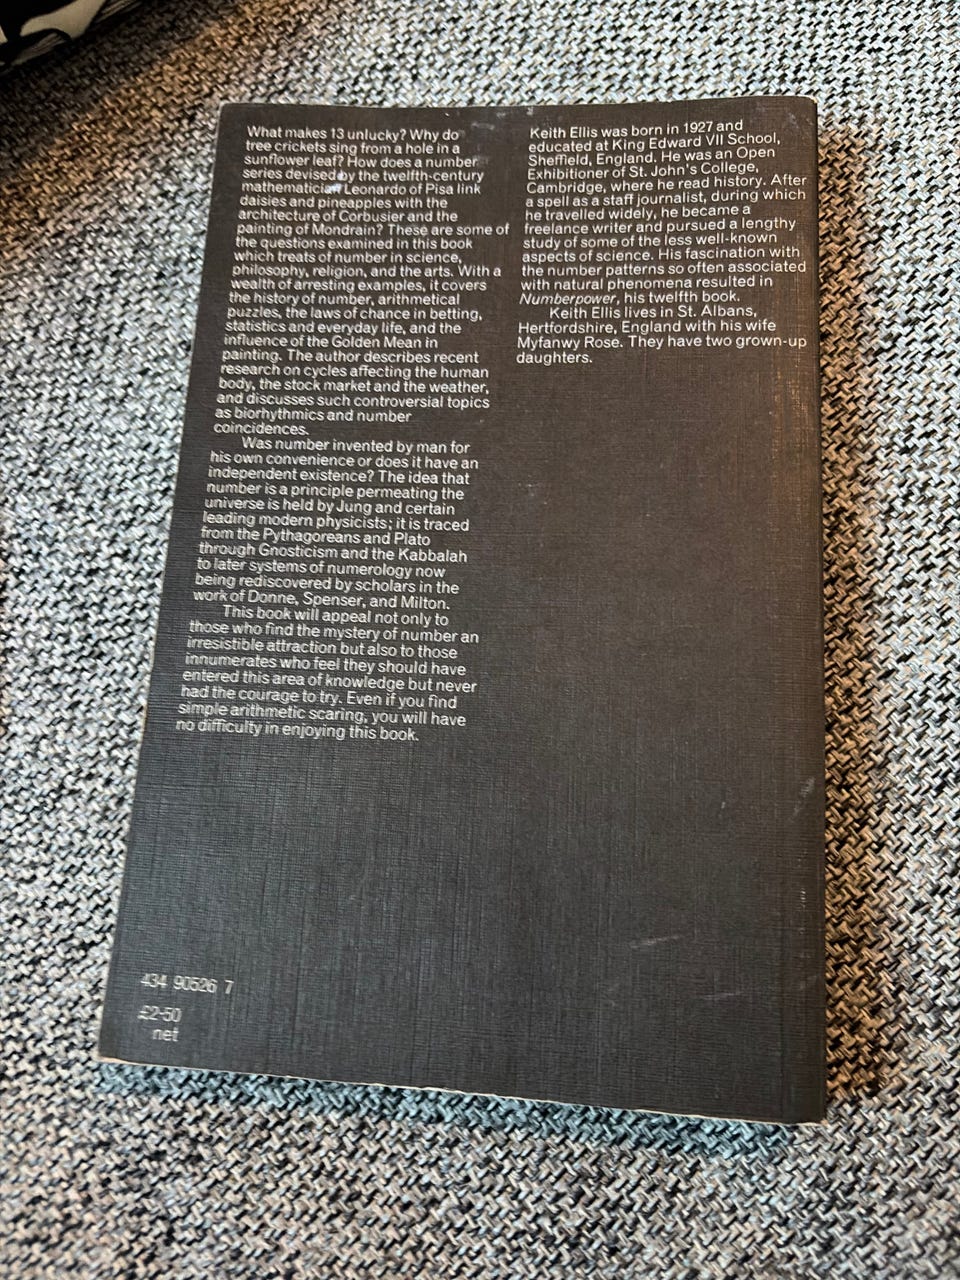 What makes 13 unlucky? Why do
tree crickets sing from a hole in a
sunflower leaf? How does a number
series devised by the twelfth-century
mathematician Leonardo of Pisa link
daisies and pineapples with the
architecture of Corbusier and the
painting of Mondrain? These are some of
the questions examined in this book
which treats of number in science,
philosophy, religion, and the arts. With a
wealth of arresting examples, it covers
the history of number, arithmetical
puzzles, the laws of chance in betting,
statistics and everyday life, and the
influence of the Golden Mean in
painting. The author describes recent
research on cycles affecting the human
body, the stock market and the weather,
and discusses such controversial topics
as biorhythmics and number
coincidences.
Was number invented by man for
his own convenience or does it have an
independent existence? The idea that
number is a principle permeating the
universe is held by Jung and certain
leading modern physicists; it is traced
from the Pythagoreans and Plato
through Gnosticism and the Kabbalah
to later systems of numerology now
being rediscovered by scholars in the
work of Donne, Spenser, and Milton.
This book will appeal not only to
those who find the mystery of number an
irresistible attraction but also to those
innumerates who feel they should have
entered this area of knowledge but never
had the courage to try. Even if you find
simple arithmetic scaring, you will have
no difficulty in enjoying this book.
Keith Ellis was born in 1927 and
educated at King Edward VII School,
Sheffield, England. He was an Open
Exhibitioner of St. John's College,
Cambridge, where he read history. After
a spell as a staff journalist, during which
he travelled widely, he became a
freelance writer and pursued a lengthy
study of some of the less well-known
aspects of science. His fascination with
the number patterns so often associated
with natural phenomena resulted in
Numberpower, his twelfth book.
Keith Ellis lives in St. Albans,
Hertfordshire, England with his wife
Myfanwy Rose. They have two grown-up
daughters.
434 90526 7
£2·50
net